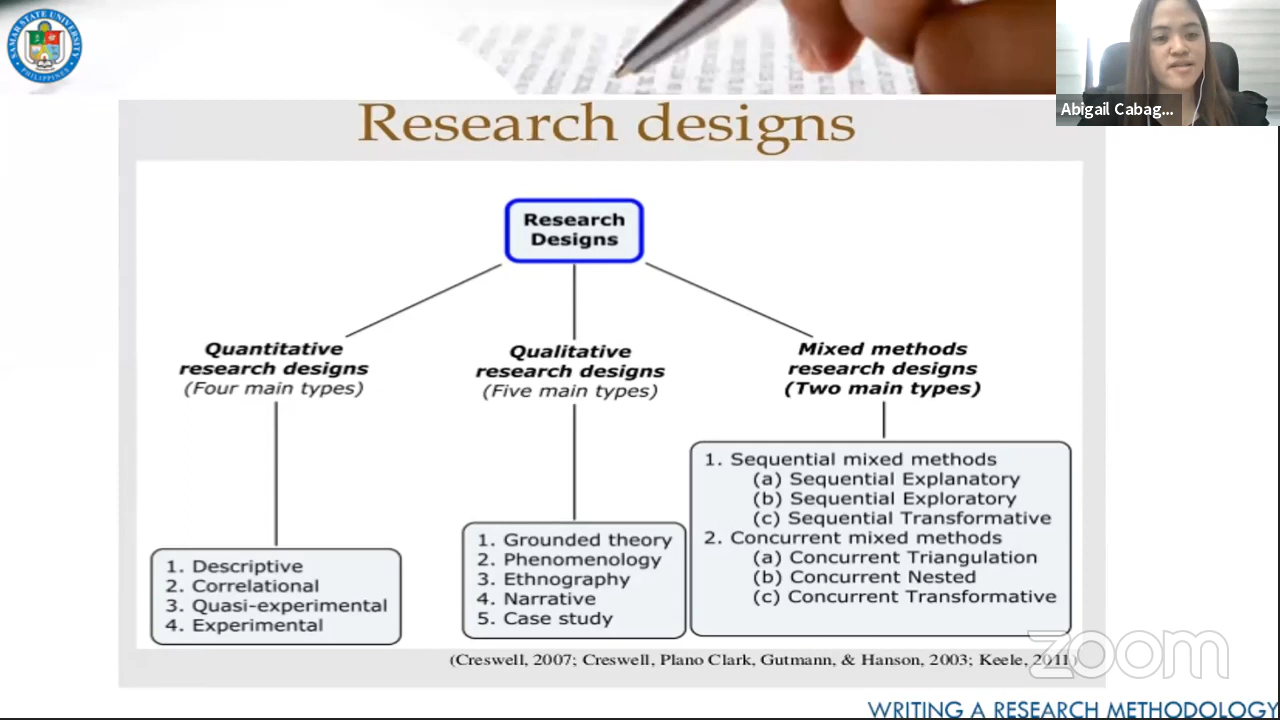 SAMAR STATE UNIVERSITY
PHILIPPINES
Abigail Cabag...
Research designs
Research
Designs
Quantitative
research designs
(Four main types)
Qualitative
research designs
(Five main types)
Mixed methods
research designs
(Two main types)
1. Descriptive
2. Correlational
3. Quasi-experimental
4. Experimental
1. Grounded theory
2. Phenomenology
3. Ethnography
4. Narrative
5. Case study
1. Sequential mixed methods
(a) Sequential Explanatory
(b) Sequential Exploratory
(c) Sequential Transformative
2. Concurrent mixed methods
(a) Concurrent Triangulation
(b) Concurrent Nested
(c) Concurrent Transformative
(Creswell, 2007; Creswell, Plano Clark, Gutmann, & Hanson, 2003; Keele, 2011)
zoom
WRITING A RESEARCH METHODOLOGY